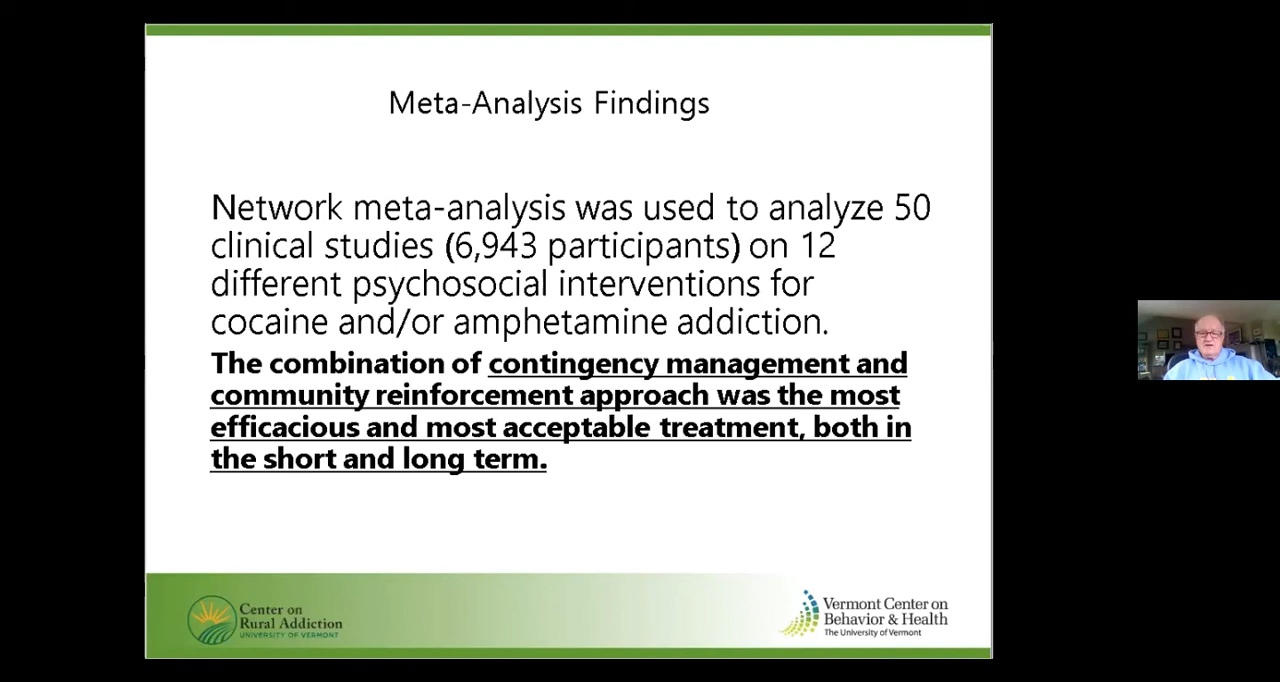 Meta-Analysis Findings
Network meta-analysis was used to analyze 50
clinical studies (6,943 participants) on 12
different psychosocial interventions for
cocaine and/or amphetamine addiction.
The combination of contingency management and
community reinforcement approach was the most
efficacious and most acceptable treatment, both in
the short and long term.
Center on
Rural Addiction
UNIVERSITY OF VERMONT
Vermont Center on
Behavior & Health
The University of Vermont